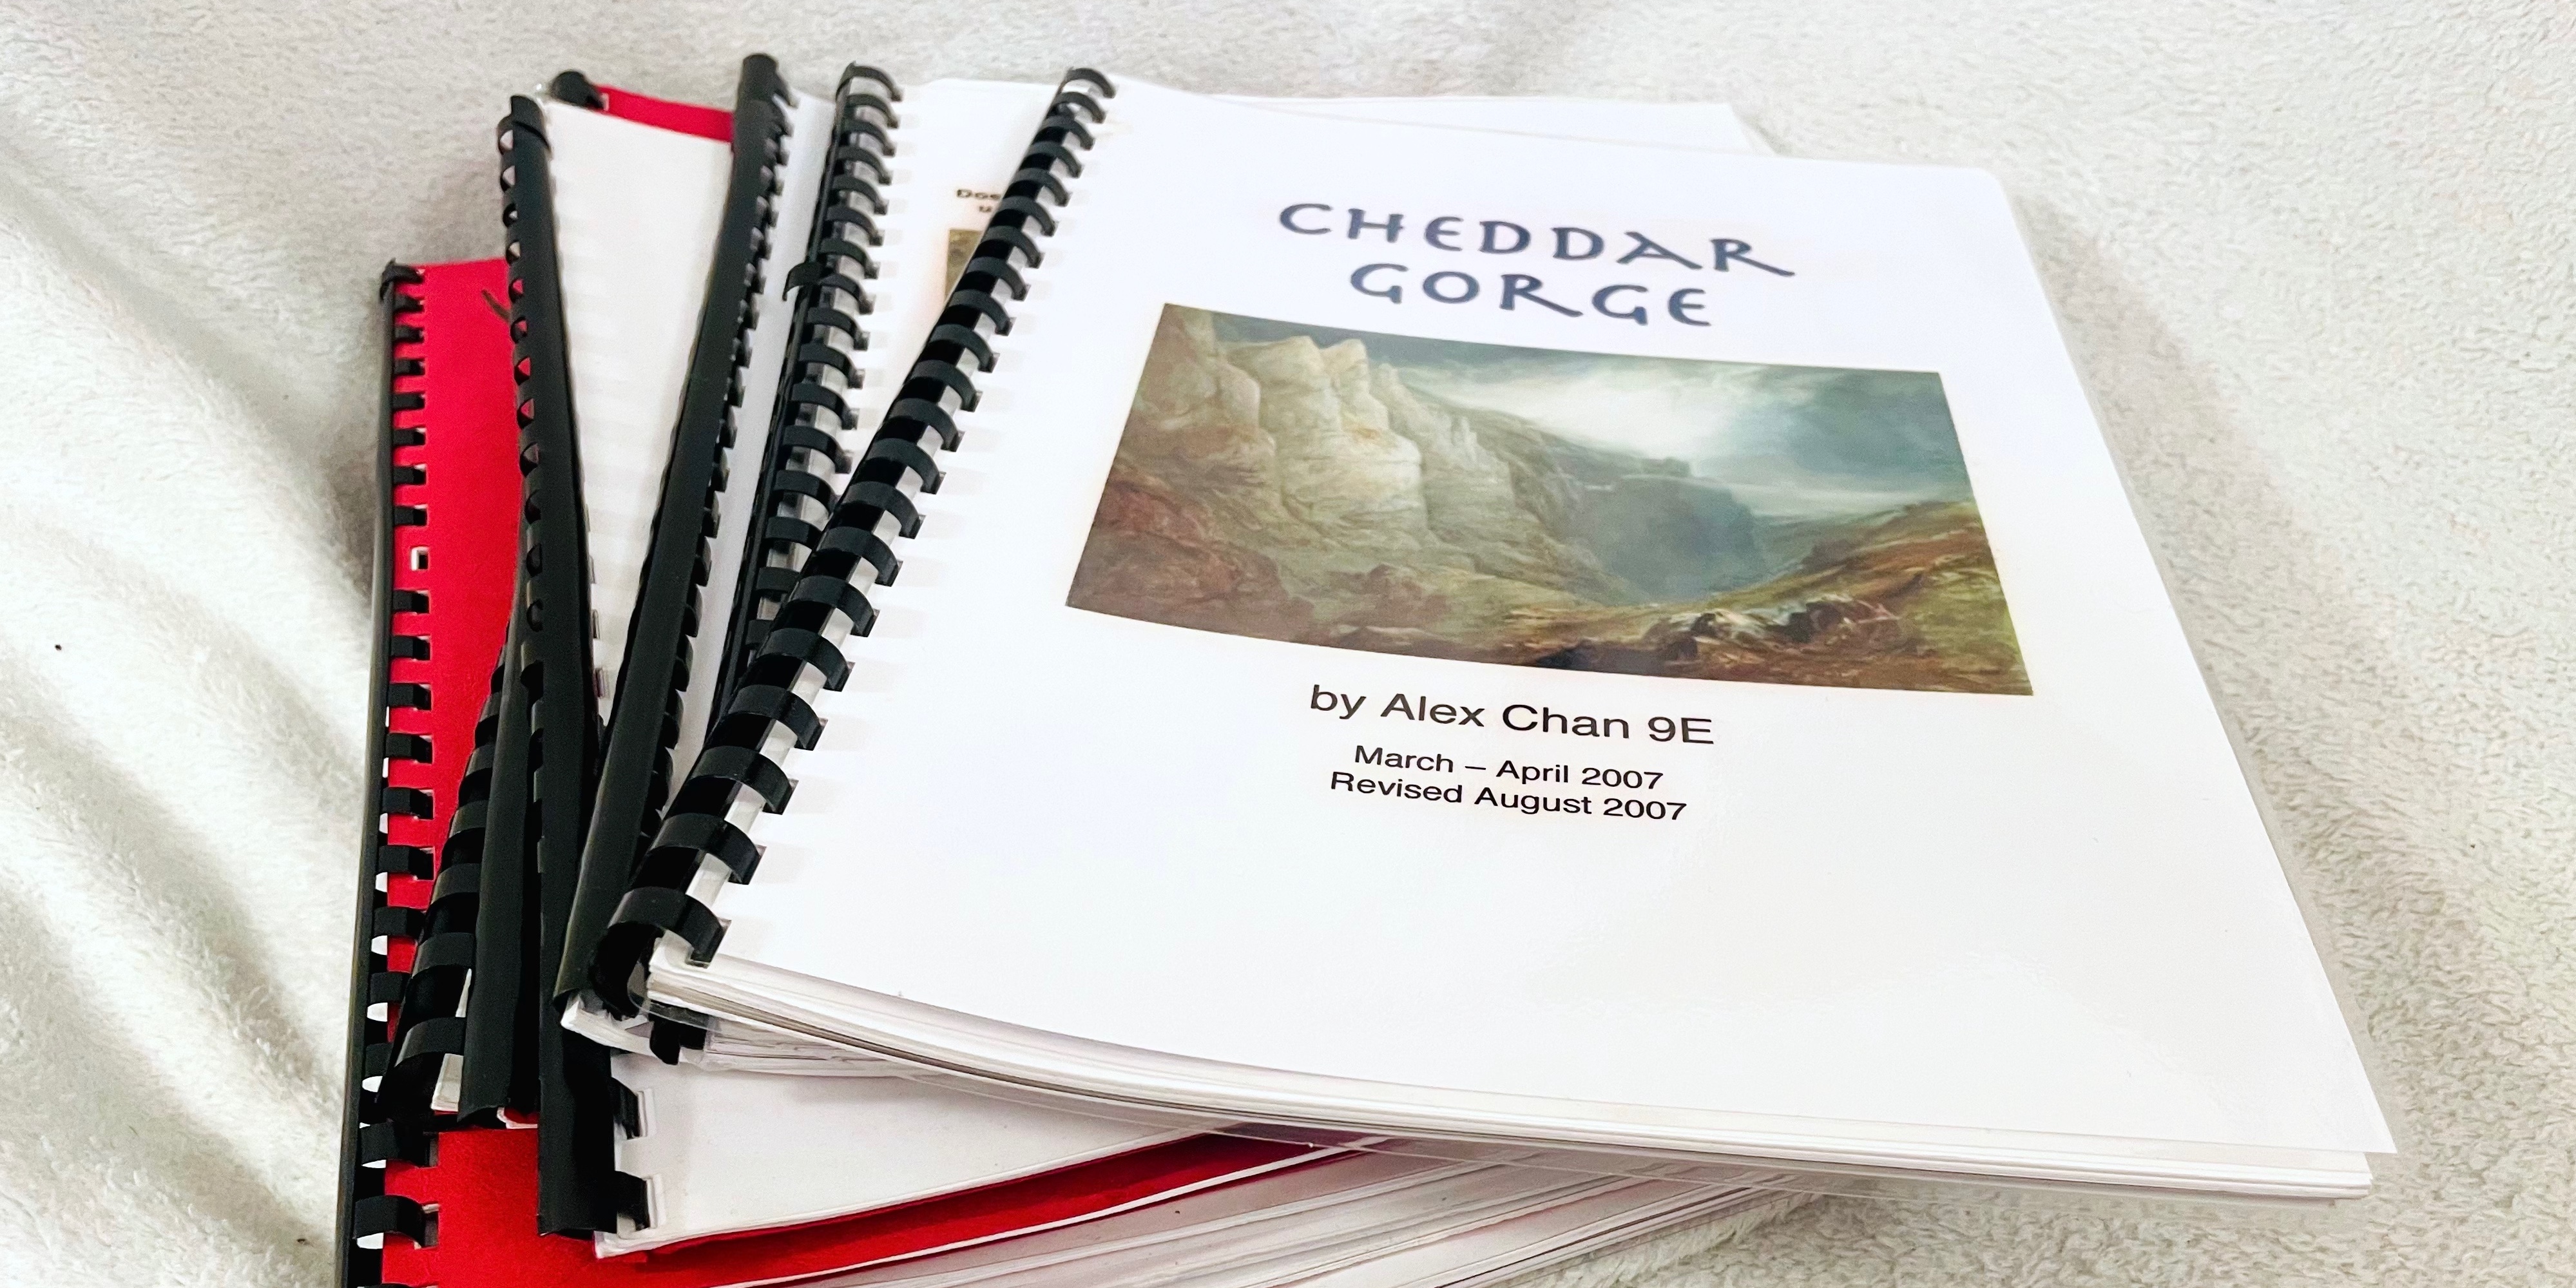 CHEDDAR
GORGE
by Alex Chan 9E
March – April 2007
Revised August 2007